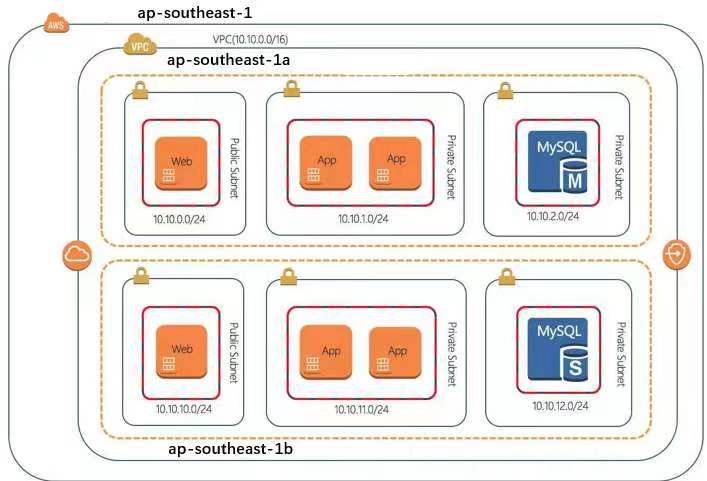 ap-southeast-1
AWS
VPC(10.10.0.0/16)
VPC
ap-southeast-1a
Web
Public Subnet
10.10.0.0/24
App
App
Private Subnet
10.10.1.0/24
MySQL
M
Private Subnet
10.10.2.0/24
Web
Public Subnet
10.10.10.0/24
App
App
Private Subnet
10.10.11.0/24
MySQL
S
Private Subnet
10.10.12.0/24
ap-southeast-1b